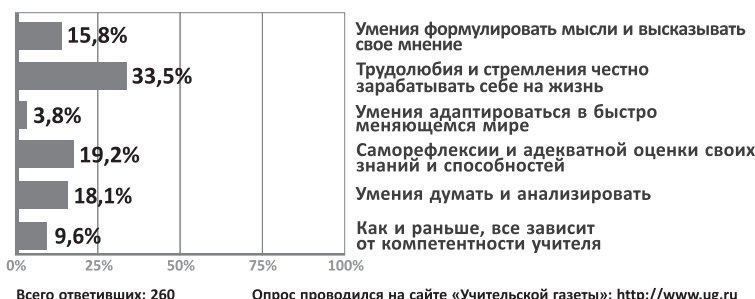 15,8% Умения формулировать мысли и высказывать
свое мнение
33,5% Трудолюбия и стремления честно
зарабатывать себе на жизнь
3,8% Умения адаптироваться в быстро
меняющемся мире
19,2% Саморефлексии и адекватной оценки своих
знаний и способностей
18,1% Умения думать и анализировать
9,6% Как и раньше, все зависит
от компетентности учителя
0% 25% 50% 75% 100%
Всего ответивших: 260 Опрос проводился на сайте «Учительской газеты»: http://www.ug.ru